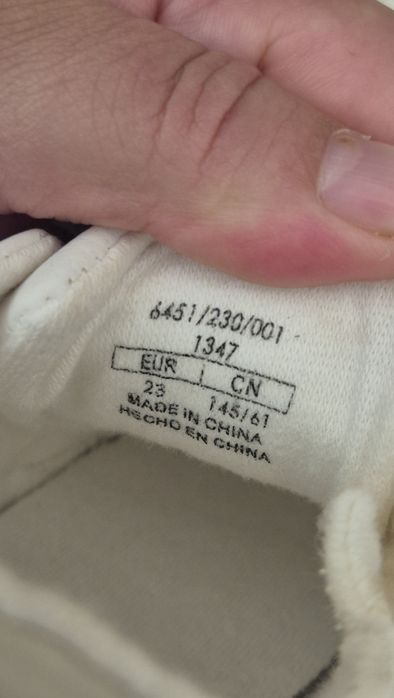 6451/230/001
1347
EUR CN
23 145/61
MADE IN CHINA
HECHO EN CHINA